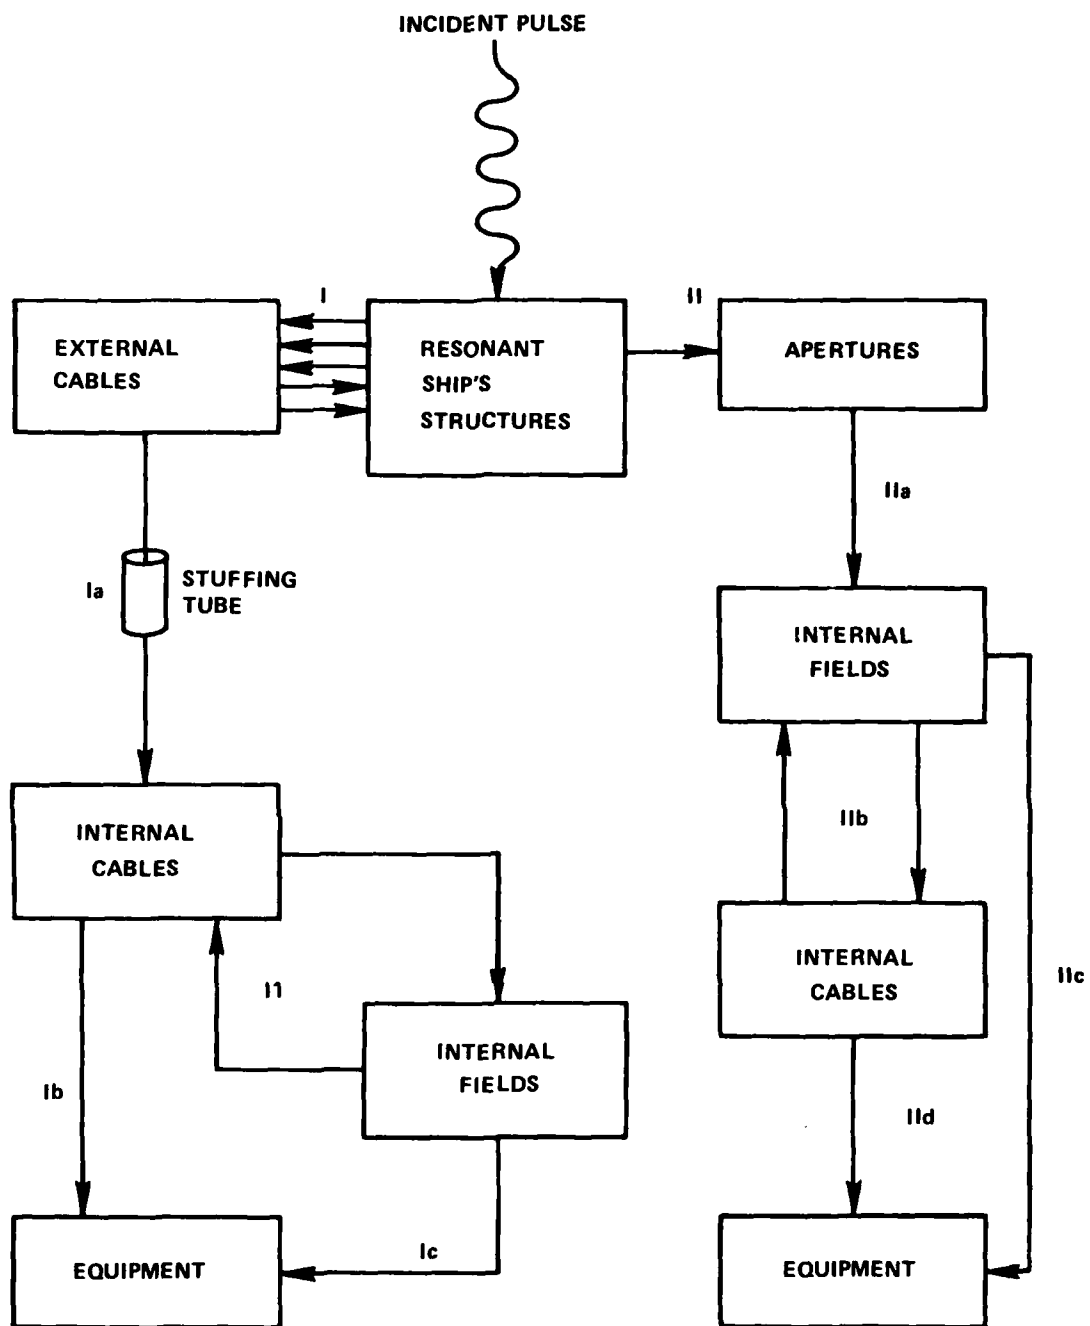 INCIDENT PULSE
I
II
EXTERNAL
CABLES
RESONANT
SHIP'S
STRUCTURES
APERTURES
IIa
Ia
STUFFING
TUBE
INTERNAL
FIELDS
INTERNAL
CABLES
IIb
I1
INTERNAL
CABLES
IIc
INTERNAL
FIELDS
Ib
IId
Ic
EQUIPMENT
EQUIPMENT